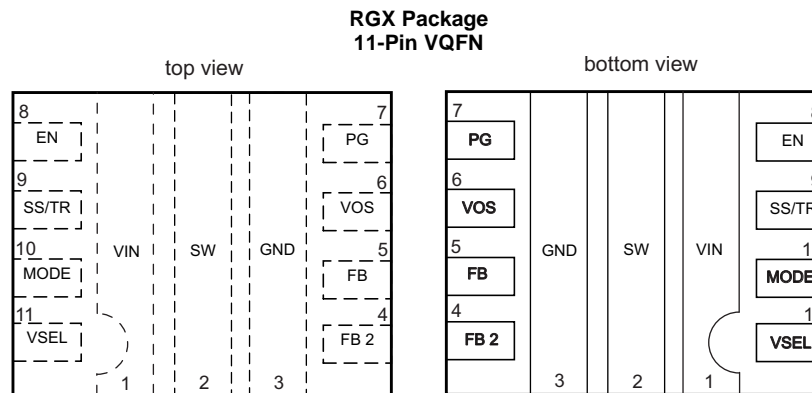 RGX Package
11-Pin VQFN
top view
8
EN
9
SS/TR
10
MODE
11
VSEL
VIN
SW
GND
7
PG
6
VOS
5
FB
4
FB 2
1
2
3
bottom view
7
PG
6
VOS
5
FB
4
FB 2
GND
SW
VIN
EN
SS/TR
MODE
VSEL
3
2
1